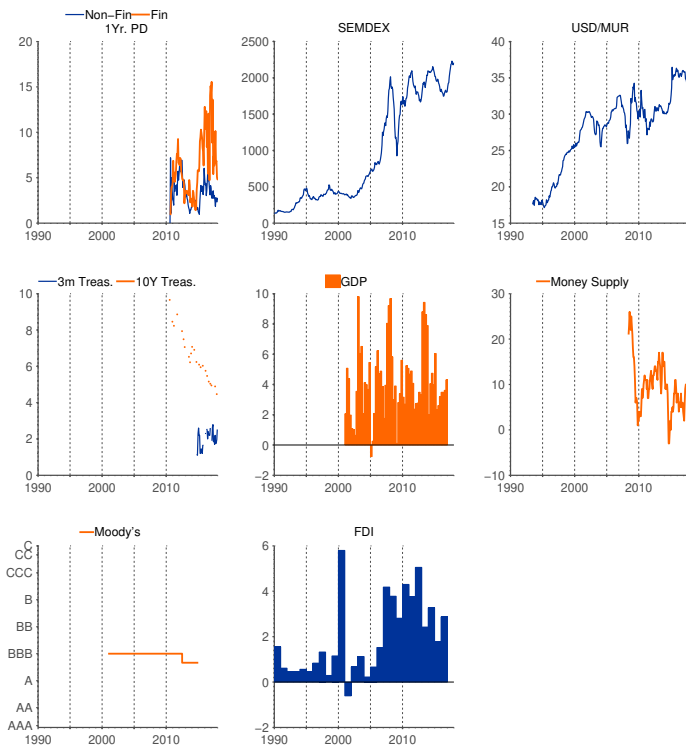 Non−Fin Fin
1Yr. PD
SEMDEX
USD/MUR
20
15
10
5
0
1990 2000 2010
2500
2000
1500
1000
500
0
1990 2000 2010
40
35
30
25
20
15
1990 2000 2010
3m Treas. 10Y Treas.
GDP
Money Supply
10
8
6
4
2
0
1990 2000 2010
10
8
6
4
2
0
−2
1990 2000 2010
30
20
10
0
−10
1990 2000 2010
Moody's
FDI
C
CC
CCC
B
BB
BBB
A
AA
AAA
1990 2000 2010
6
4
2
0
−2
1990 2000 2010